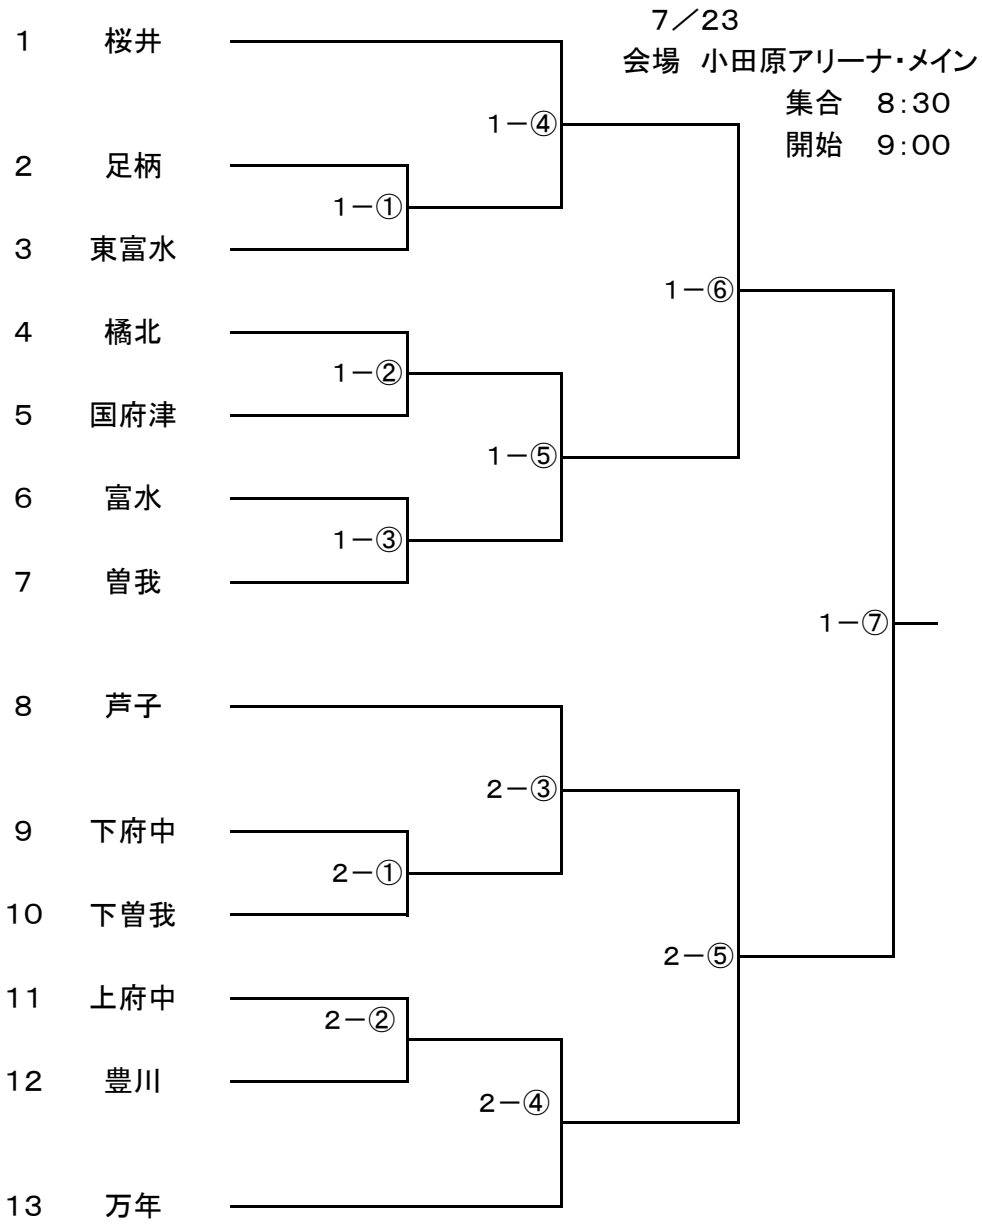 7／23
会場　小田原アリーナ・メイン
集合　8：30
開始　9：00
1　桜井
1－④
2　足柄
1－①
3　東富水
1－⑥
4　橘北
1－②
5　国府津
1－⑤
6　富水
1－③
7　曽我
1－⑦
8　芦子
2－③
9　下府中
2－①
10　下曽我
2－⑤
11　上府中
2－②
12　豊川
2－④
13　万年